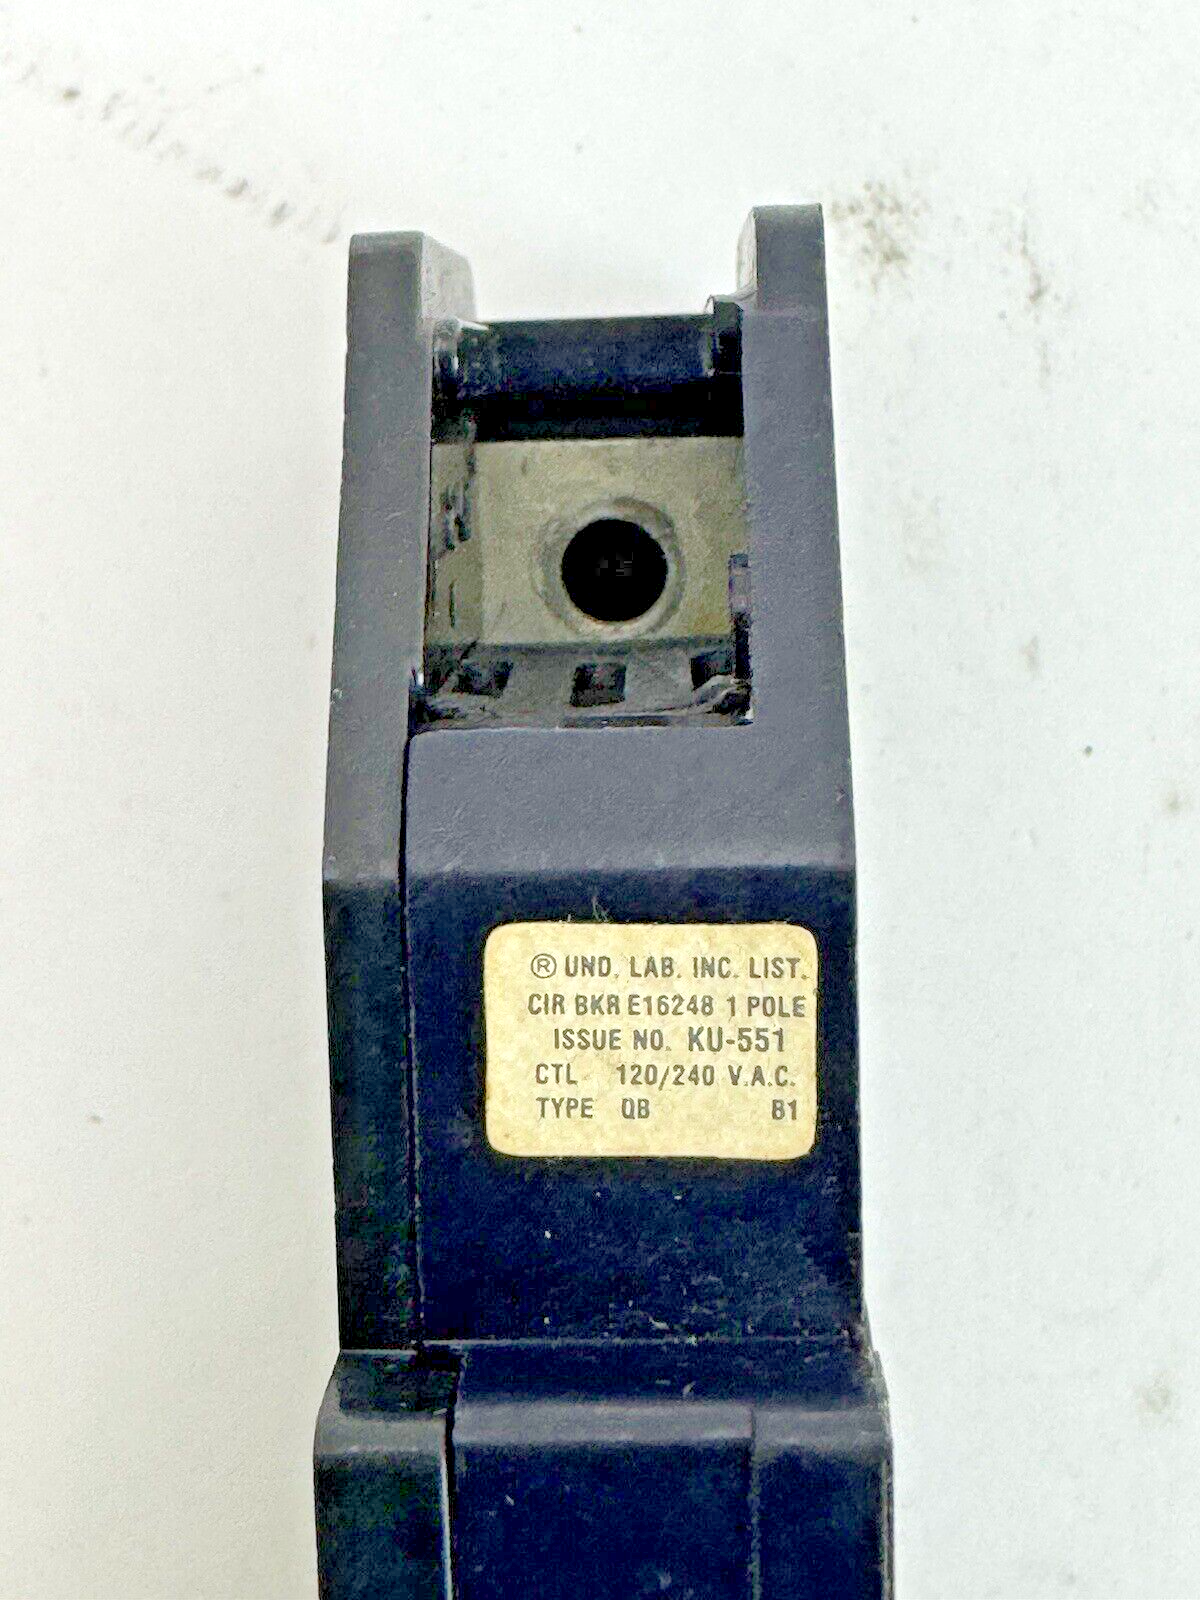 ® UND. LAB. INC. LIST.
CIR BKR E16248 1 POLE
ISSUE NO. KU-551
CTL 120/240 V.A.C.
TYPE QB B1